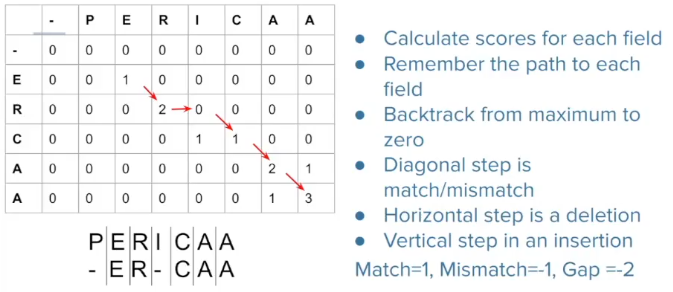 - P E R I C A A
- 0 0 0 0 0 0 0 0
E 0 0 1 0 0 0 0 0
R 0 0 0 2 0 0 0 0
C 0 0 0 0 1 1 0 0
A 0 0 0 0 0 0 2 1
A 0 0 0 0 0 0 1 3
P E R I C A A
- E R - C A A
• Calculate scores for each field
• Remember the path to each
field
• Backtrack from maximum to
zero
• Diagonal step is
match/mismatch
• Horizontal step is a deletion
• Vertical step in an insertion
Match=1, Mismatch=-1, Gap =-2